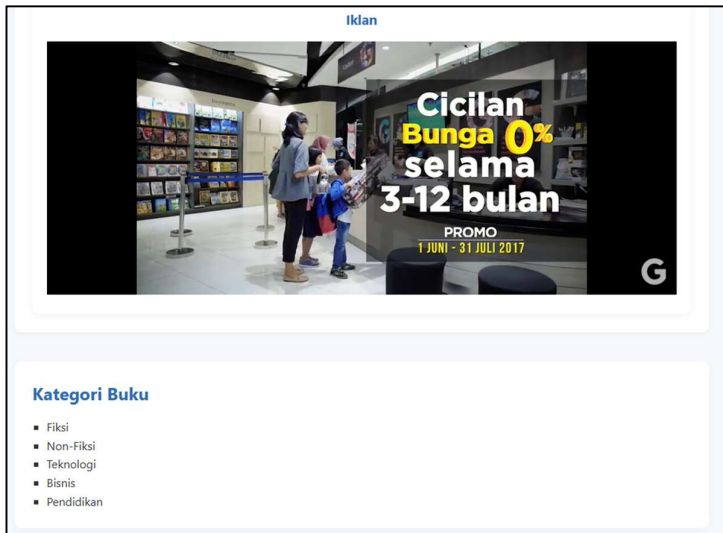 Iklan
Cicilan
Bunga 0%
selama
3-12 bulan
PROMO
1 JUNI - 31 JULI 2017
G
Kategori Buku
Fiksi
Non-Fiksi
Teknologi
Bisnis
Pendidikan